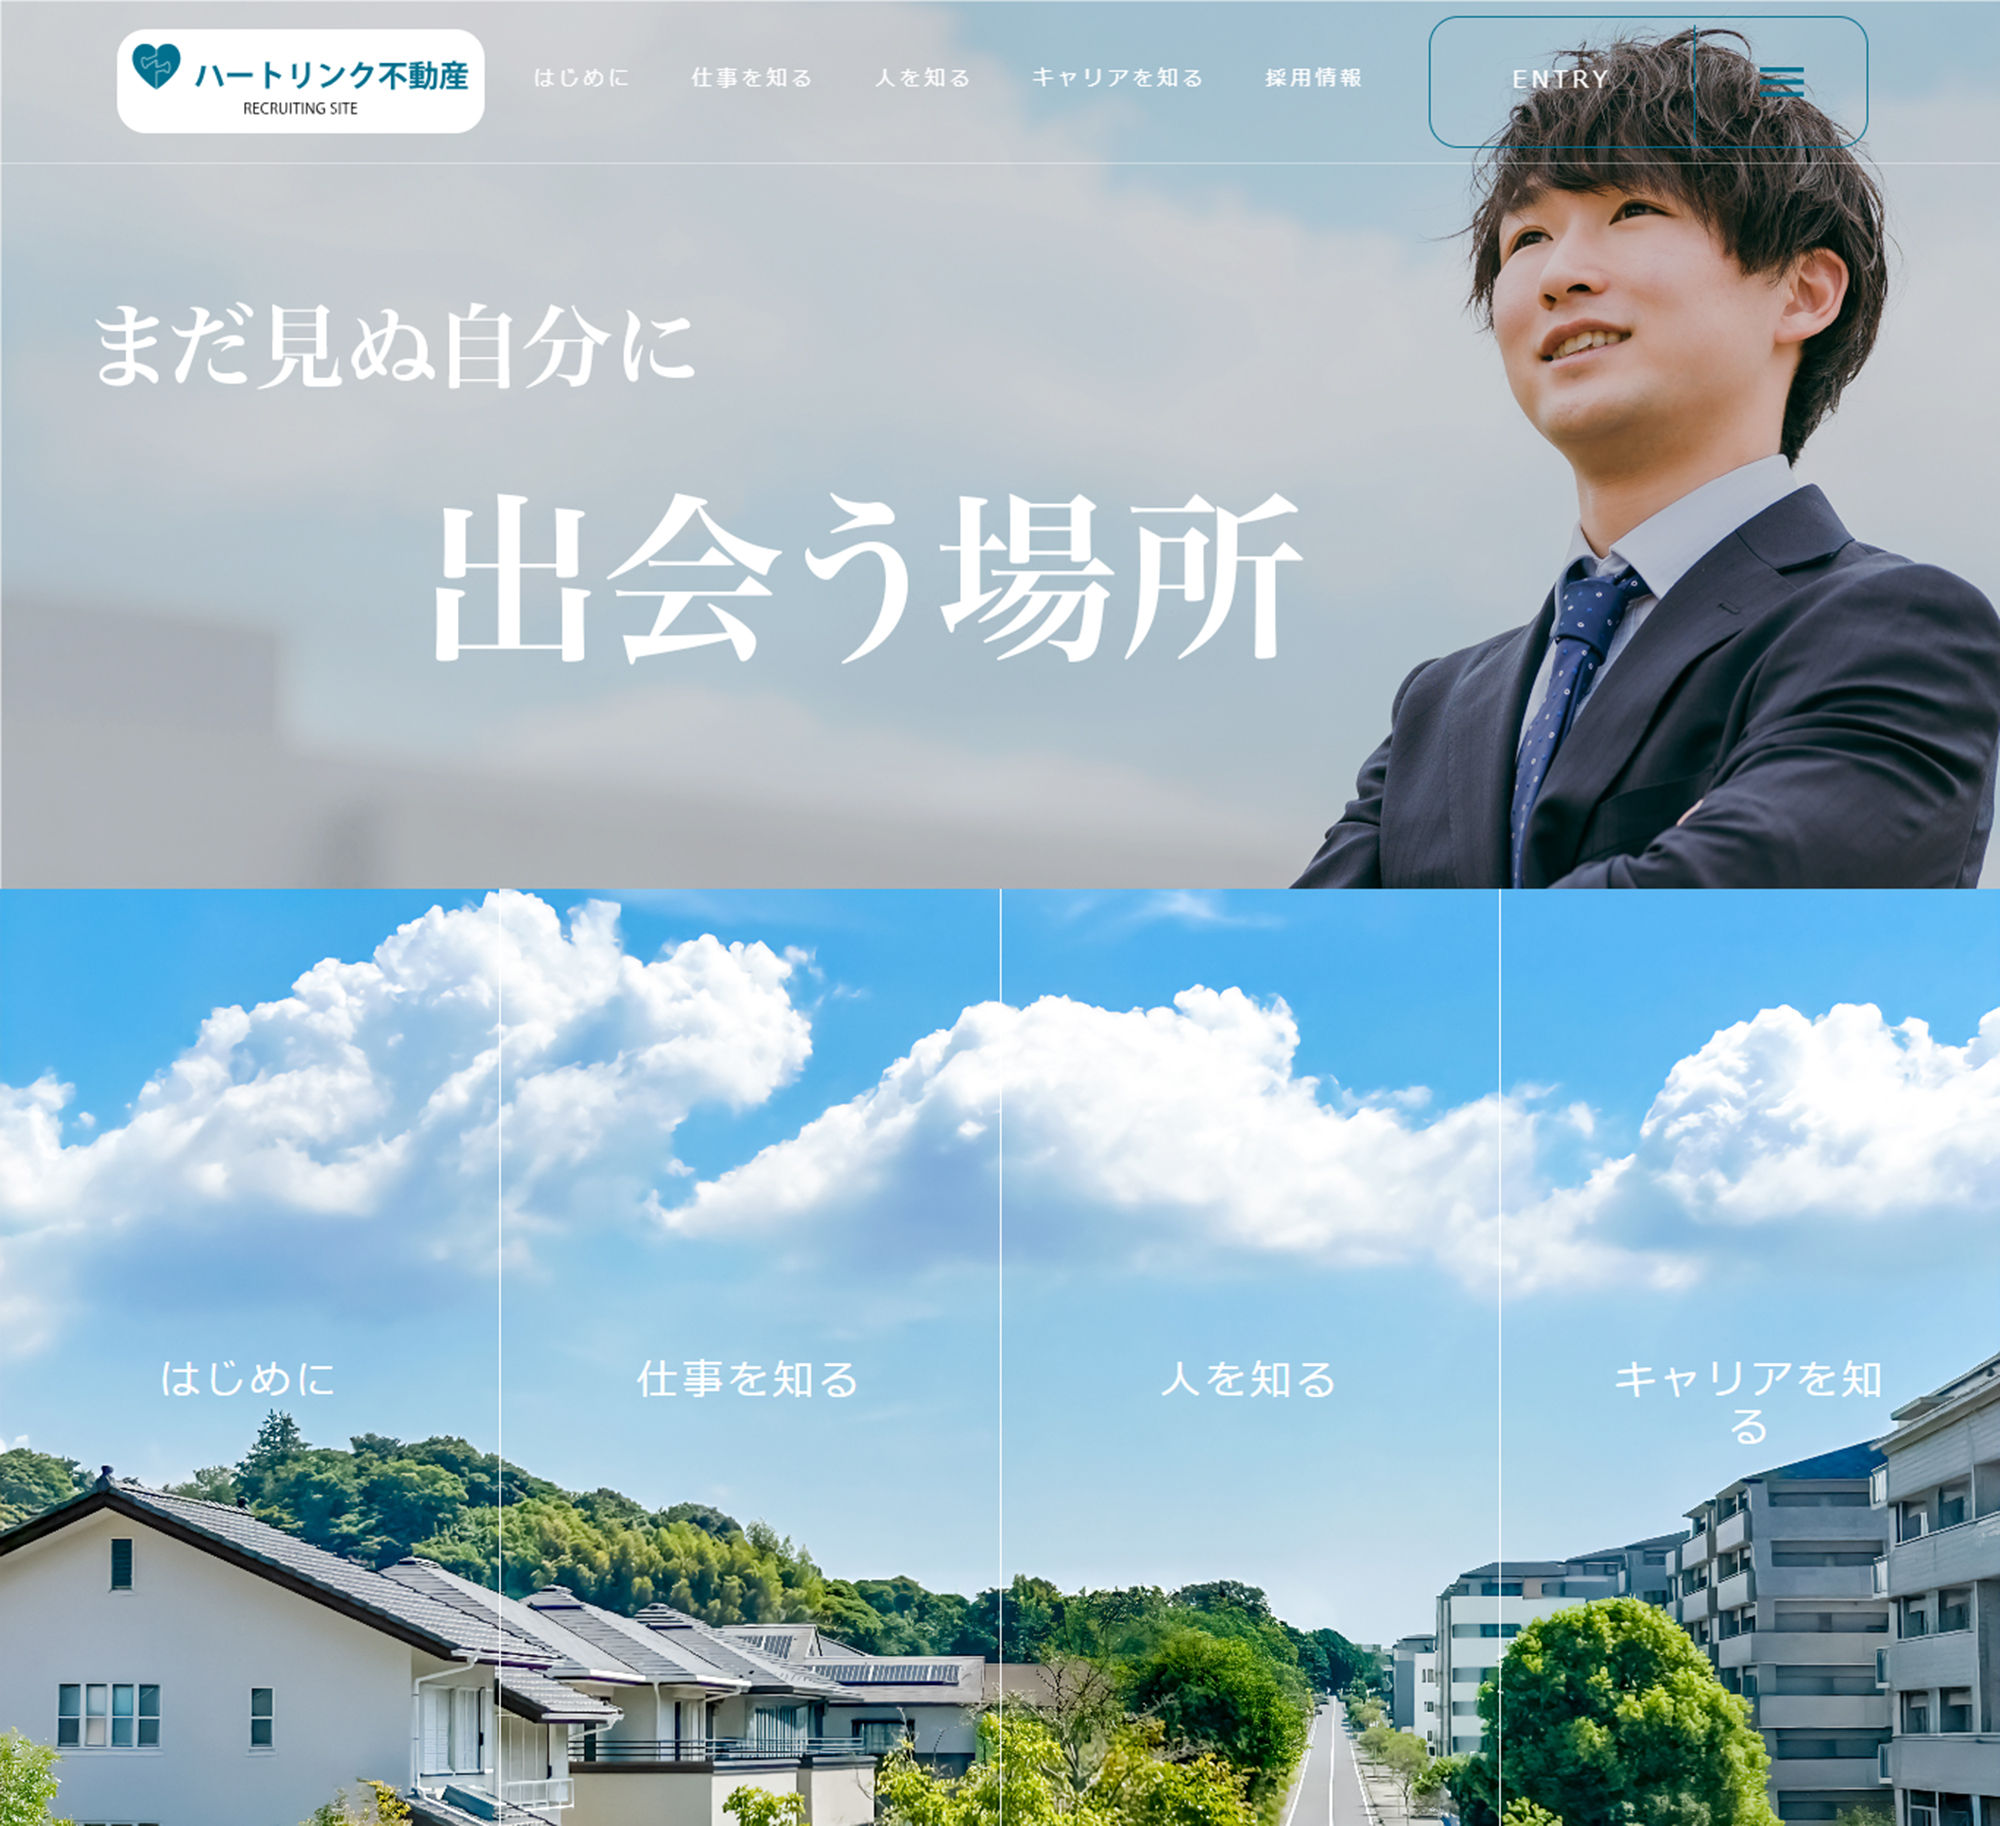 ハートリンク不動産
RECRUITING SITE
はじめに
仕事を知る
人を知る
キャリアを知る
採用情報
ENTRY
まだ見ぬ自分に
出会う場所
はじめに
仕事を知る
人を知る
キャリアを知
る